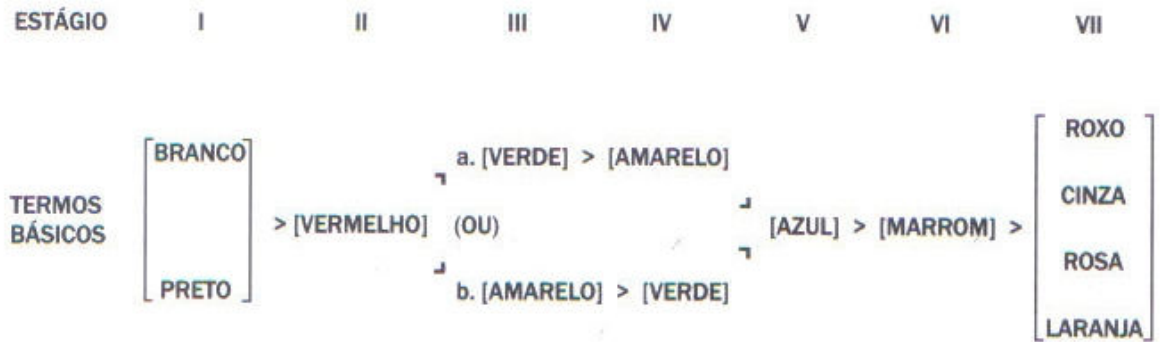 ESTÁGIO I II III IV V VI VII
ROXO
[BRANCO] a. [VERDE] > [AMARELO]
CINZA
TERMOS BÁSICOS > [VERMELHO] (OU) [AZUL] > [MARROM] >
ROSA
[PRETO] b. [AMARELO] > [VERDE]
LARANJA